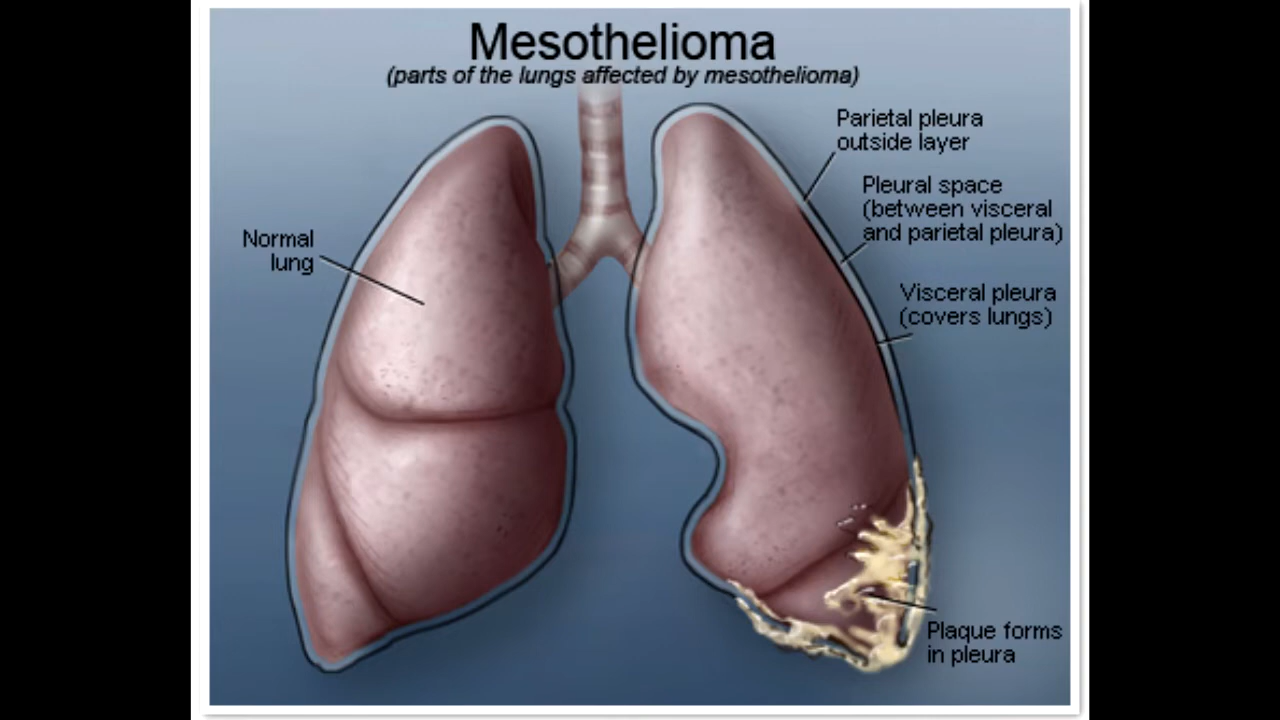 Mesothelioma
(parts of the lungs affected by mesothelioma)
Parietal pleura
outside layer
Pleural space
(between visceral
and parietal pleura)
Normal
lung
Visceral pleura
(covers lungs)
Plaque forms
in pleura